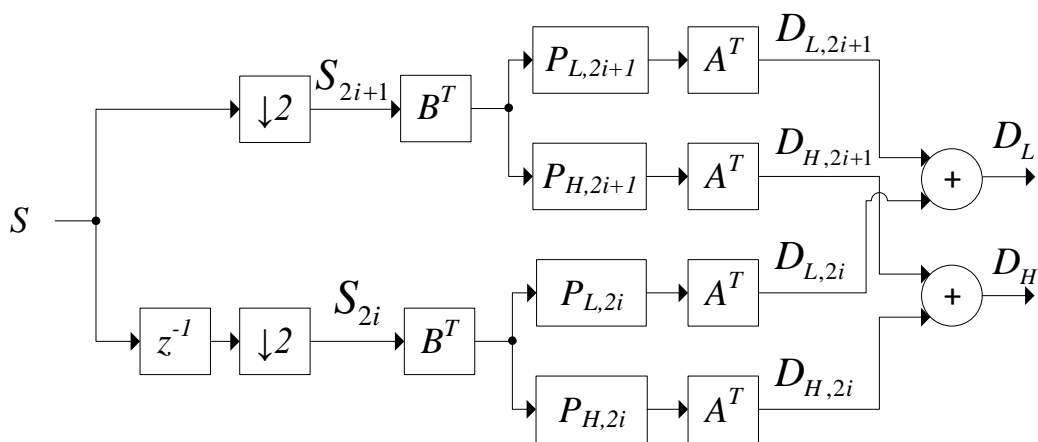 P_{L,2i+1} A^T D_{L,2i+1}
↓2 S_{2i+1} B^T
D_L
+
P_{H,2i+1} A^T D_{H,2i+1}
S
P_{L,2i} A^T D_{L,2i}
D_H
+
z^{-1} ↓2 S_{2i} B^T
P_{H,2i} A^T D_{H,2i}